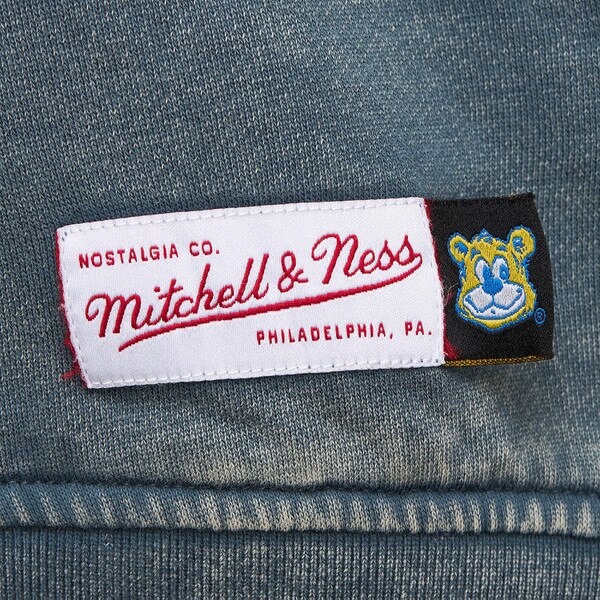 NOSTALGIA CO.
Mitchell & Ness
PHILADELPHIA, PA.
®